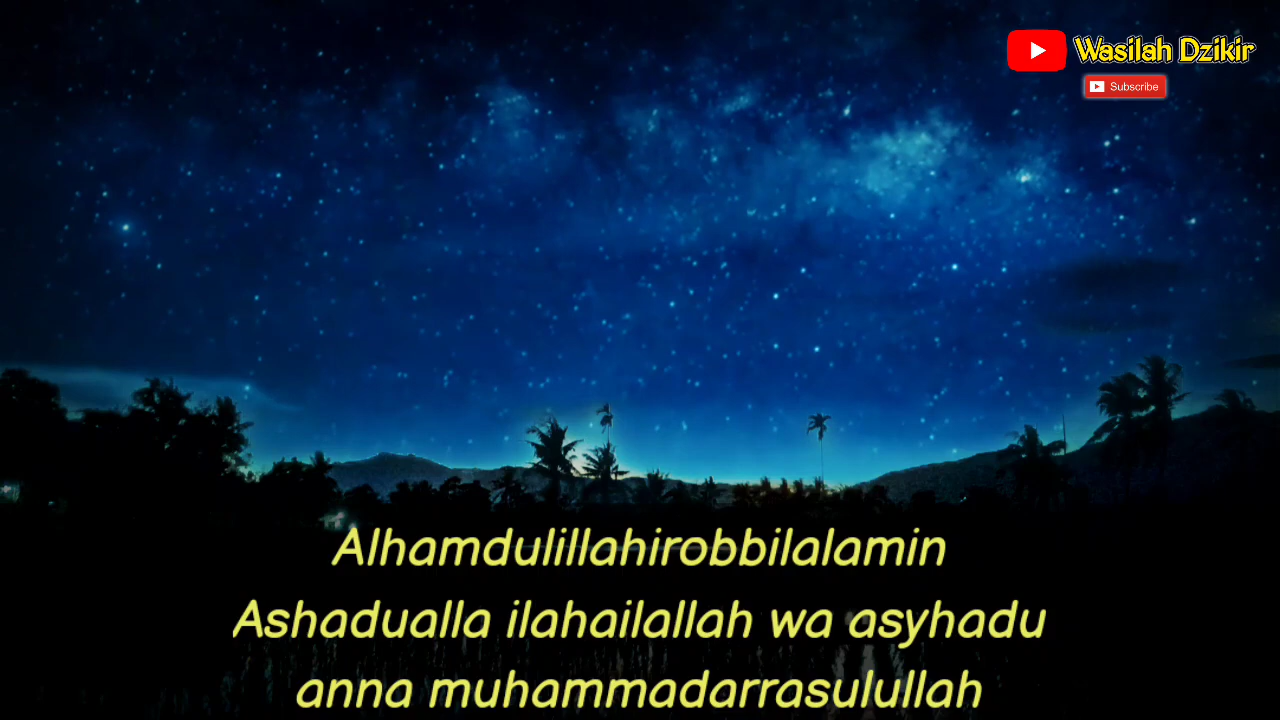 Wasilah Dzikir
Subscribe
Alhamdulillahirobbilalamin
Ashadualla ilahailallah wa asyhadu
anna muhammadarrasulullah